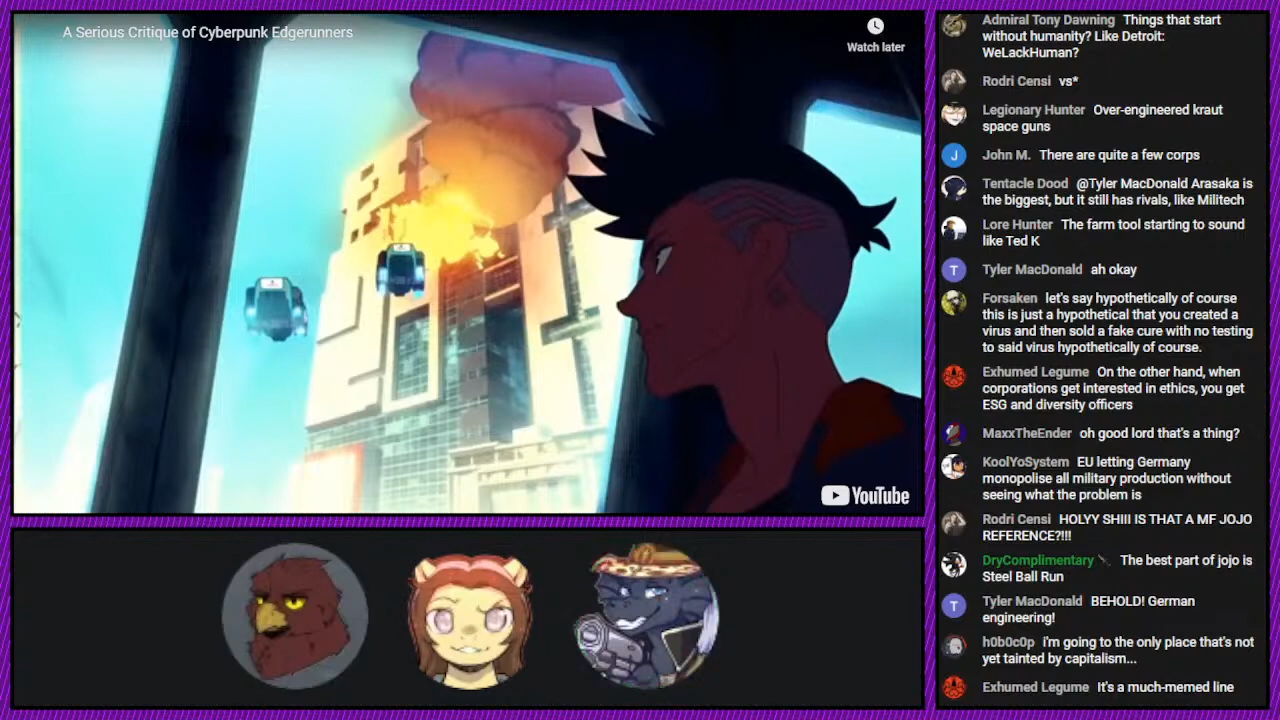 A Serious Critique of Cyberpunk Edgerunners
Watch later
YouTube
Admiral Tony Dawning Things that start
without humanity? Like Detroit:
WeLackHuman?
Rodri Censi vs*
Legionary Hunter Over-engineered kraut
space guns
J
John M. There are quite a few corps
Tentacle Dood @Tyler MacDonald Arasaka is
the biggest, but it still has rivals, like Militech
Lore Hunter The farm tool starting to sound
like Ted K
T
Tyler MacDonald ah okay
Forsaken let's say hypothetically of course
this is just a hypothetical that you created a
virus and then sold a fake cure with no testing
to said virus hypothetically of course.
Exhumed Legume On the other hand, when
corporations get interested in ethics, you get
ESG and diversity officers
MaxxTheEnder oh good lord that's a thing?
KoolYoSystem EU letting Germany
monopolise all military production without
seeing what the problem is
Rodri Censi HOLYY SHIII IS THAT A MF JOJO
REFERENCE?!!!
DryComplimentary The best part of jojo is
Steel Ball Run
T
Tyler MacDonald BEHOLD! German
engineering!
h0b0c0p i'm going to the only place that's not
yet tainted by capitalism...
Exhumed Legume It's a much-memed line